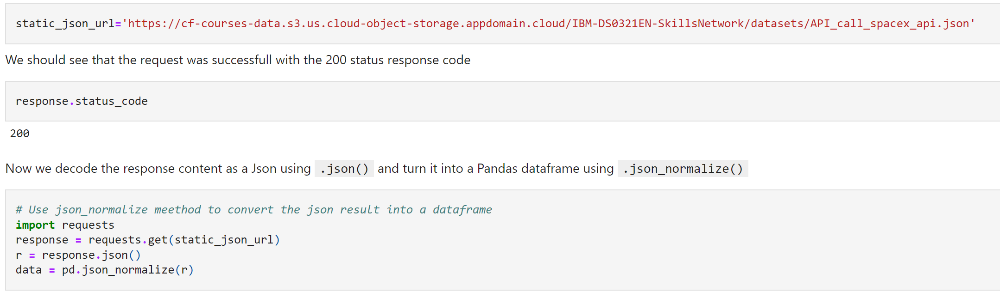 static_json_url='https://cf-courses-data.s3.us.cloud-object-storage.appdomain.cloud/IBM-DS0321EN-SkillsNetwork/datasets/API_call_spacex_api.json'
We should see that the request was successfull with the 200 status response code
response.status_code
200
Now we decode the response content as a Json using .json() and turn it into a Pandas dataframe using .json_normalize()
# Use json_normalize meethod to convert the json result into a dataframe
import requests
response = requests.get(static_json_url)
r = response.json()
data = pd.json_normalize(r)